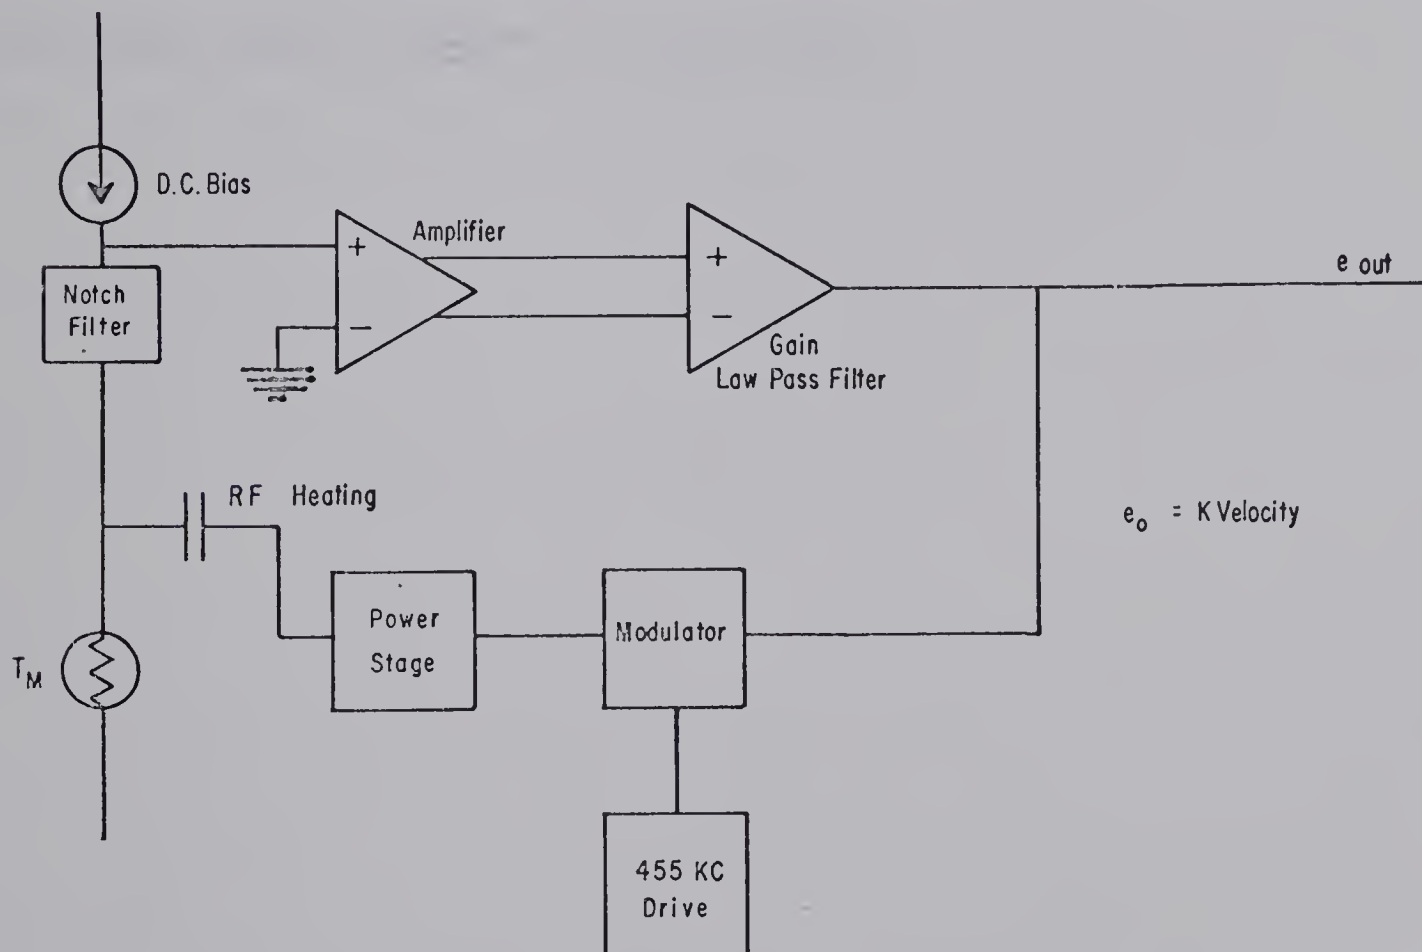 D.C. Bias
Amplifier
+
+
e out
Notch
Filter
−
−
Gain
Law Pass Filter
RF Heating
e₀ = K Velocity
Power
Stage
Modulator
T_M
455 KC
Drive